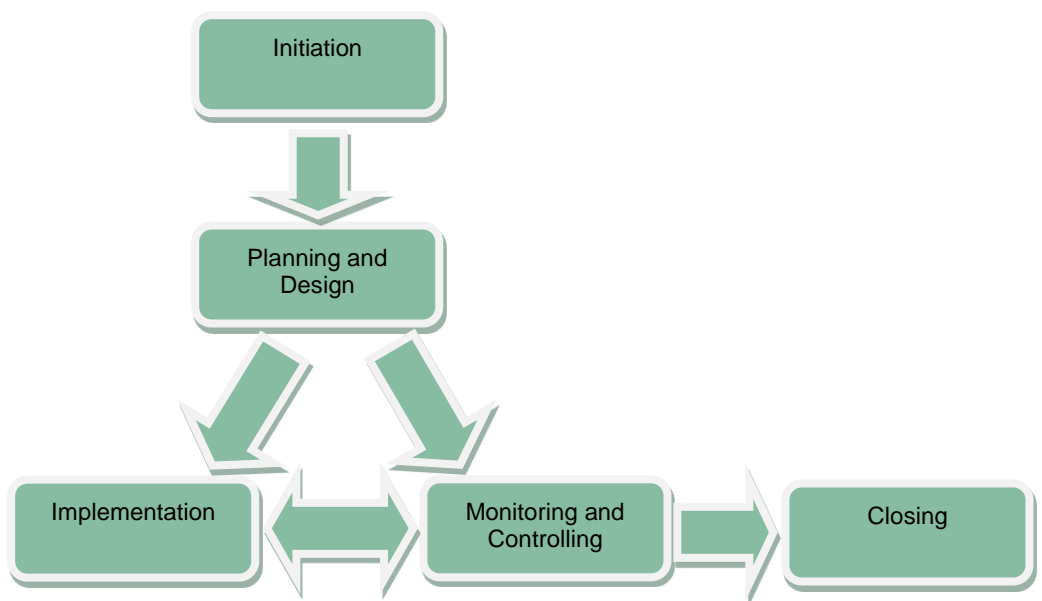 Initiation
Planning and
Design
Implementation
Monitoring and
Controlling
Closing